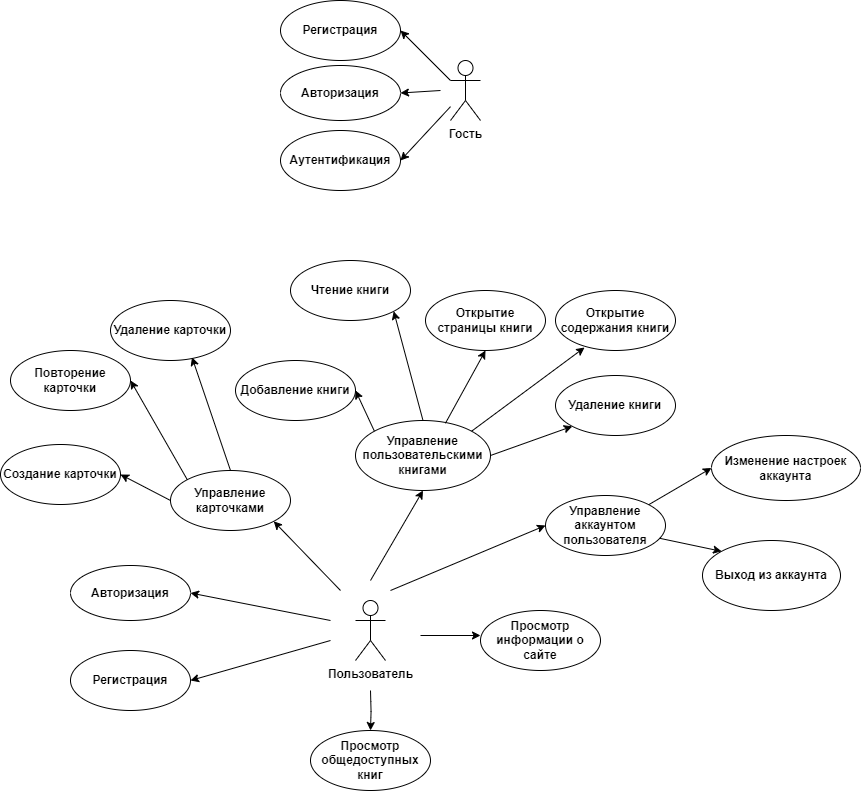 Регистрация
Авторизация
Гость
Аутентификация
Чтение книги
Открытие
страницы книги
Открытие
содержания книги
Удаление карточки
Повторение
карточки
Добавление книги
Удаление книги
Управление
пользовательскими
книгами
Изменение настроек
аккаунта
Создание карточки
Управление
карточками
Управление
аккаунтом
пользователя
Выход из аккаунта
Авторизация
Просмотр
информации о
сайте
Пользователь
Регистрация
Просмотр
общедоступных
книг